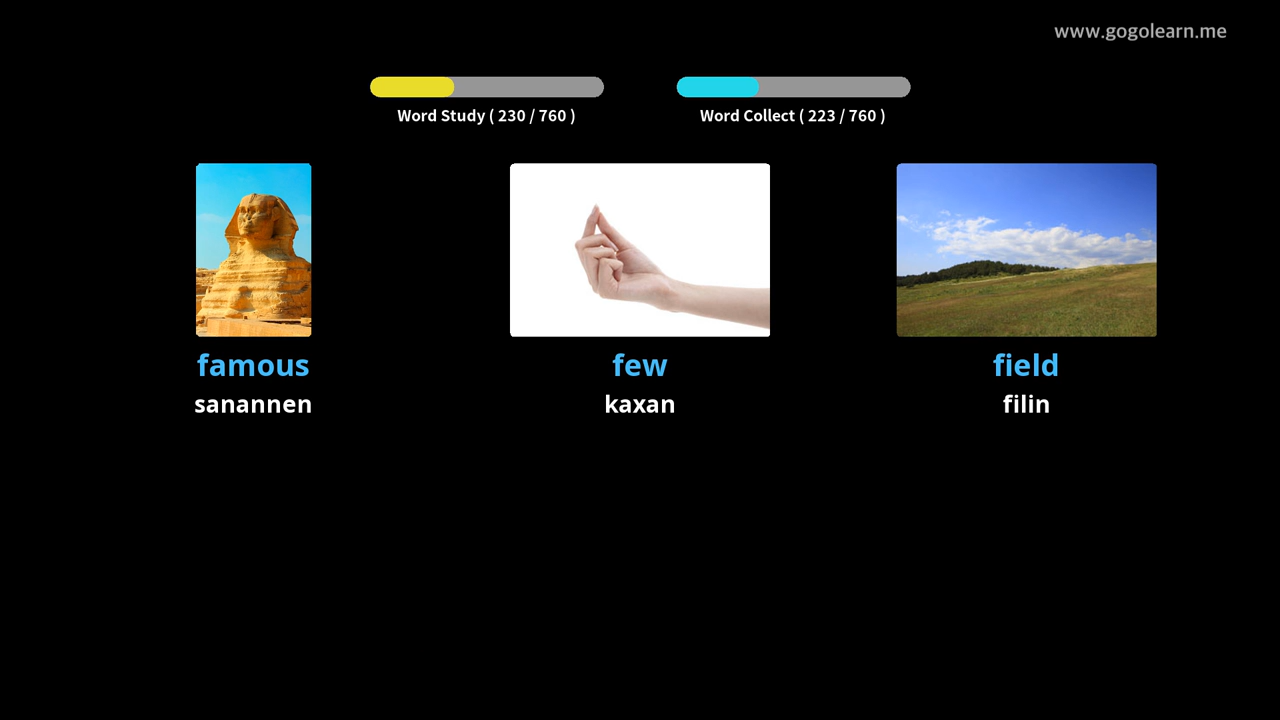 www.gogolearn.me
Word Study ( 230 / 760 )
Word Collect ( 223 / 760 )
famous
few
field
sanannen
kaxan
filin